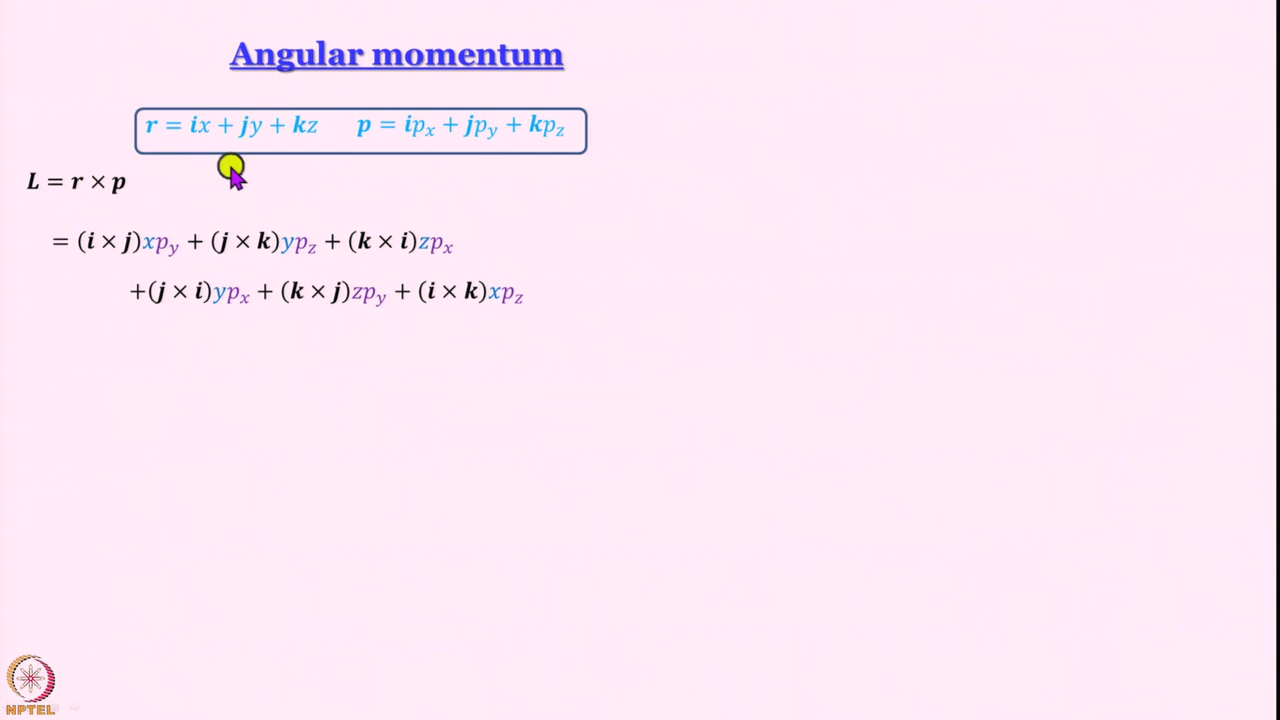 Angular momentum
r = ix + jy + kz p = ip_x + jp_y + kp_z
L = r × p
= (i × j)xp_y + (j × k)yp_z + (k × i)zp_x
+(j × i)yp_x + (k × j)zp_y + (i × k)xp_z
NPTEL